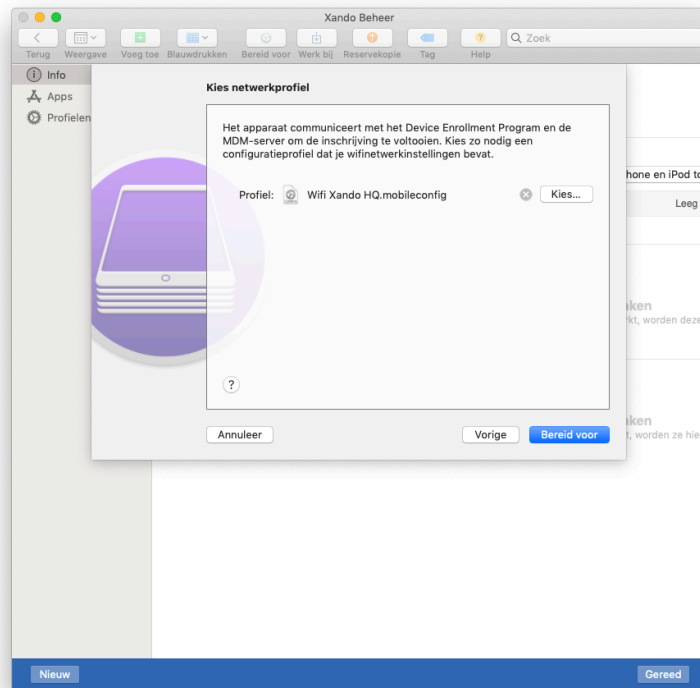 Xando Beheer
Terug Weergave Voeg toe Blauwdrukken Bereid voor Werk bij Reservekopie Tag Help
Zoek
Info
Apps
Profielen
Kies netwerkprofiel
Het apparaat communiceert met het Device Enrollment Program en de
MDM-server om de inschrijving te voltooien. Kies zo nodig een
configuratieprofiel dat je wifinetwerkinstellingen bevat.
Profiel: Wifi Xando HQ.mobileconfig Kies...
?
Annuleer Vorige Bereid voor
hone en iPod to
Leeg
ken
kt, worden deze
ken
t, worden ze hie
Nieuw Gereed